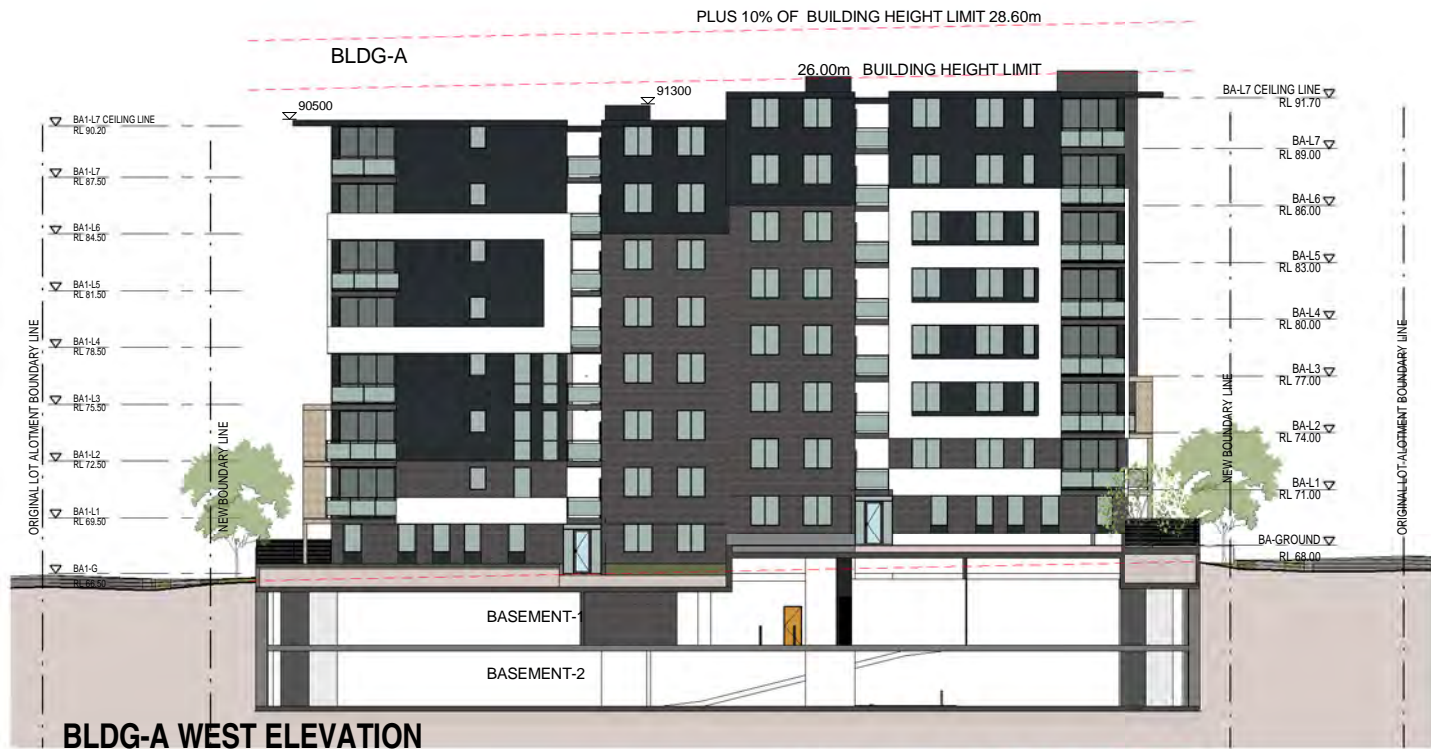 PLUS 10% OF BUILDING HEIGHT LIMIT 28.60m
BLDG-A
26.00m BUILDING HEIGHT LIMIT
90500
91300
BA1-L7 CEILING LINE
RL 90.20
BA1-L7
RL 87.50
BA1-L6
RL 84.50
BA1-L5
RL 81.50
BA1-L4
RL 78.50
BA1-L3
RL 75.50
BA1-L2
RL 72.50
BA1-L1
RL 69.50
BA1-G
RL 66.50
ORIGINAL LOT ALOTMENT BOUNDARY LINE
NEW BOUNDARY LINE
BA-L7 CEILING LINE
RL 91.70
BA-L7
RL 89.00
BA-L6
RL 86.00
BA-L5
RL 83.00
BA-L4
RL 80.00
BA-L3
RL 77.00
BA-L2
RL 74.00
BA-L1
RL 71.00
BA-GROUND
RL 68.00
NEW BOUNDARY LINE
ORIGINAL LOT-ALOTMENT BOUNDARY LINE
BASEMENT-1
BASEMENT-2
BLDG-A WEST ELEVATION